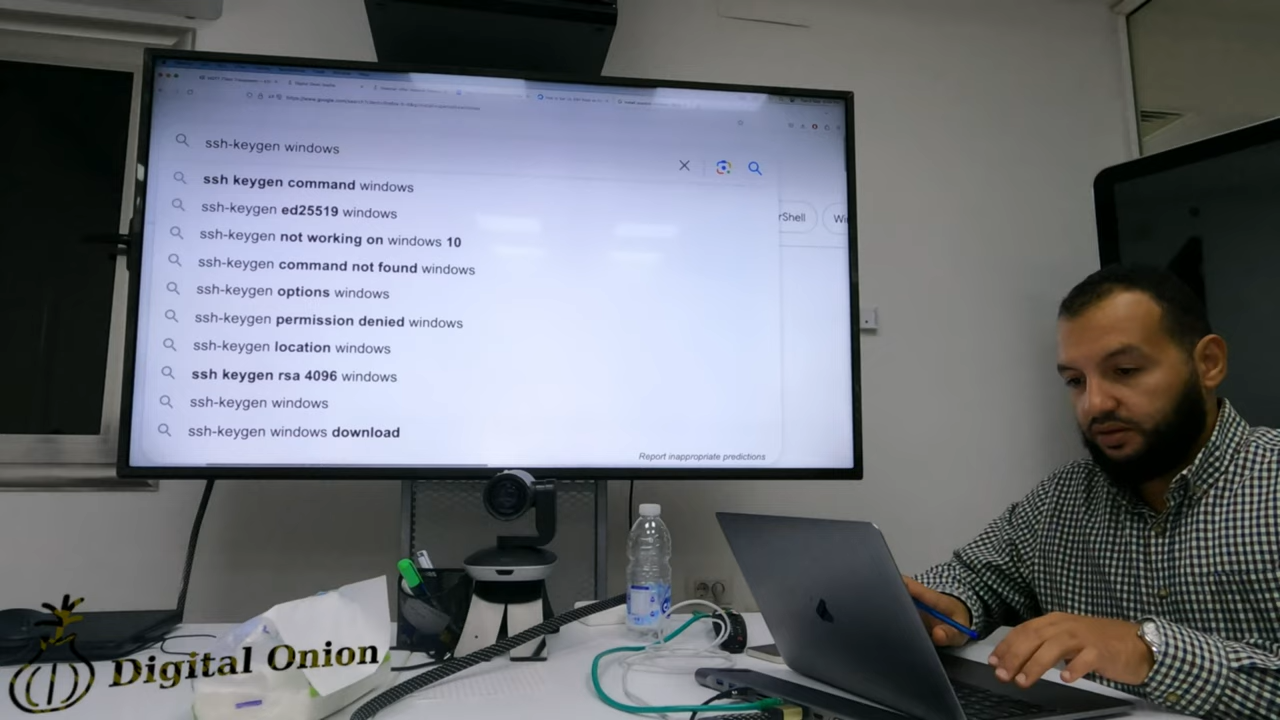 ssh-keygen windows
ssh keygen command windows
ssh-keygen ed25519 windows
rShell
ssh-keygen not working on windows 10
ssh-keygen command not found windows
ssh-keygen options windows
ssh-keygen permission denied windows
ssh-keygen location windows
ssh keygen rsa 4096 windows
ssh-keygen windows
ssh-keygen windows download
Report inappropriate predictions
Digital Onion